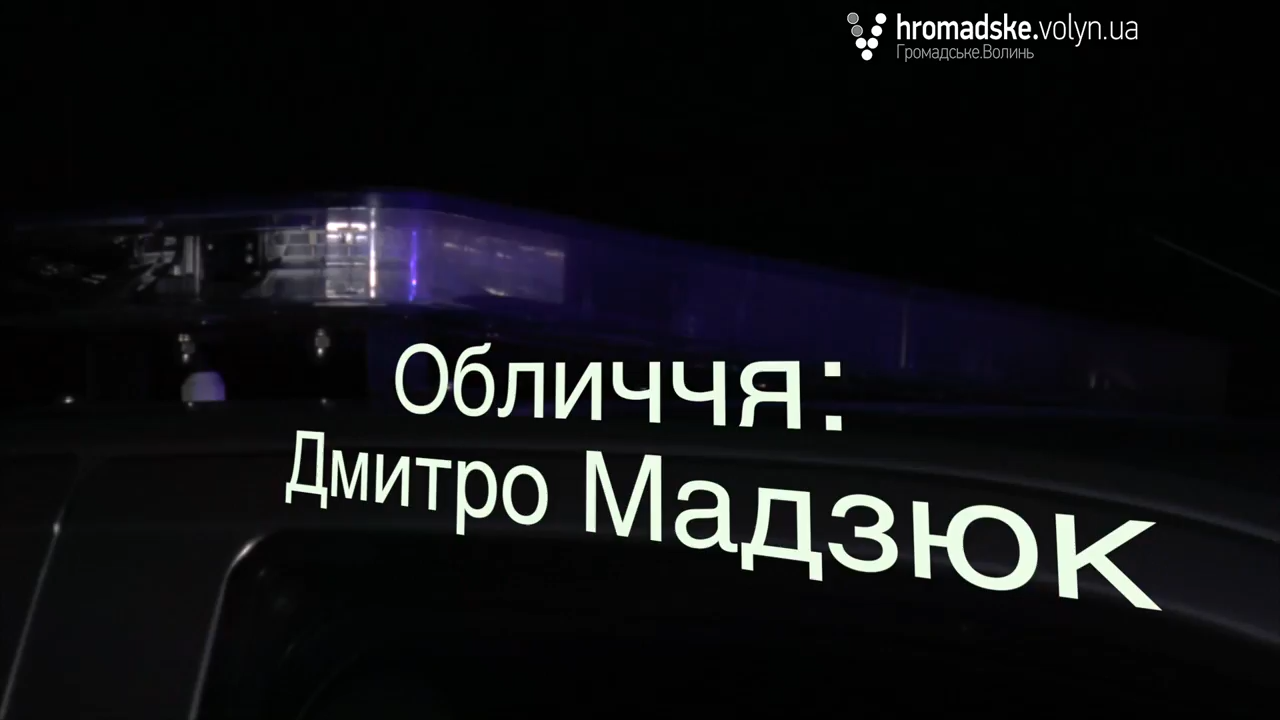 hromadske.volyn.ua
Громадське.Волинь
Обличчя:
Дмитро Мадзюк